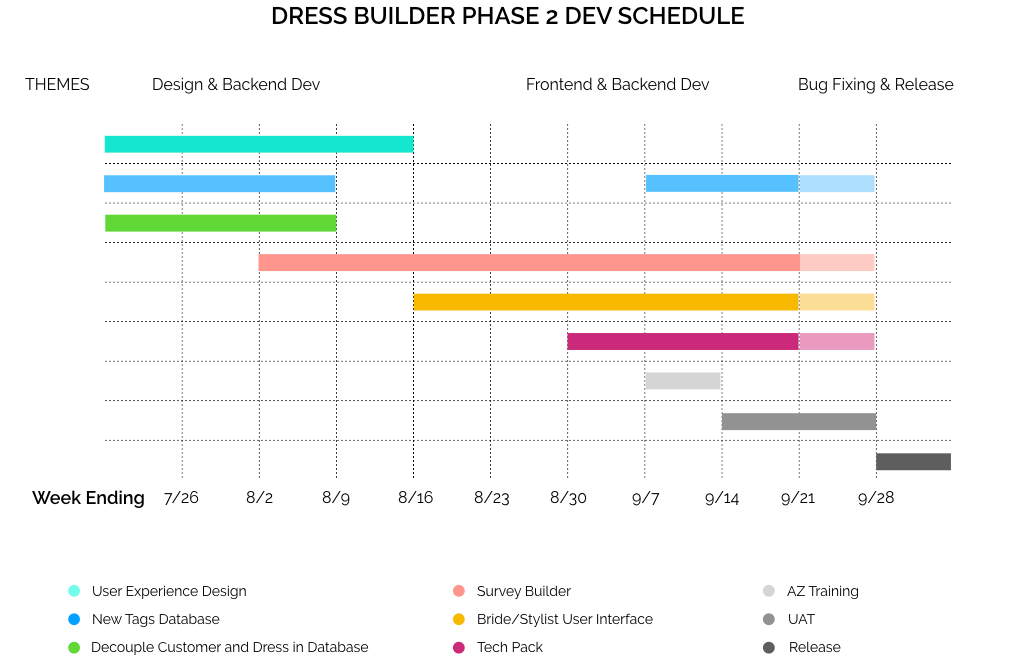 DRESS BUILDER PHASE 2 DEV SCHEDULE
THEMES Design & Backend Dev Frontend & Backend Dev Bug Fixing & Release
Week Ending 7/26 8/2 8/9 8/16 8/23 8/30 9/7 9/14 9/21 9/28
User Experience Design Survey Builder AZ Training
New Tags Database Bride/Stylist User Interface UAT
Decouple Customer and Dress in Database Tech Pack Release